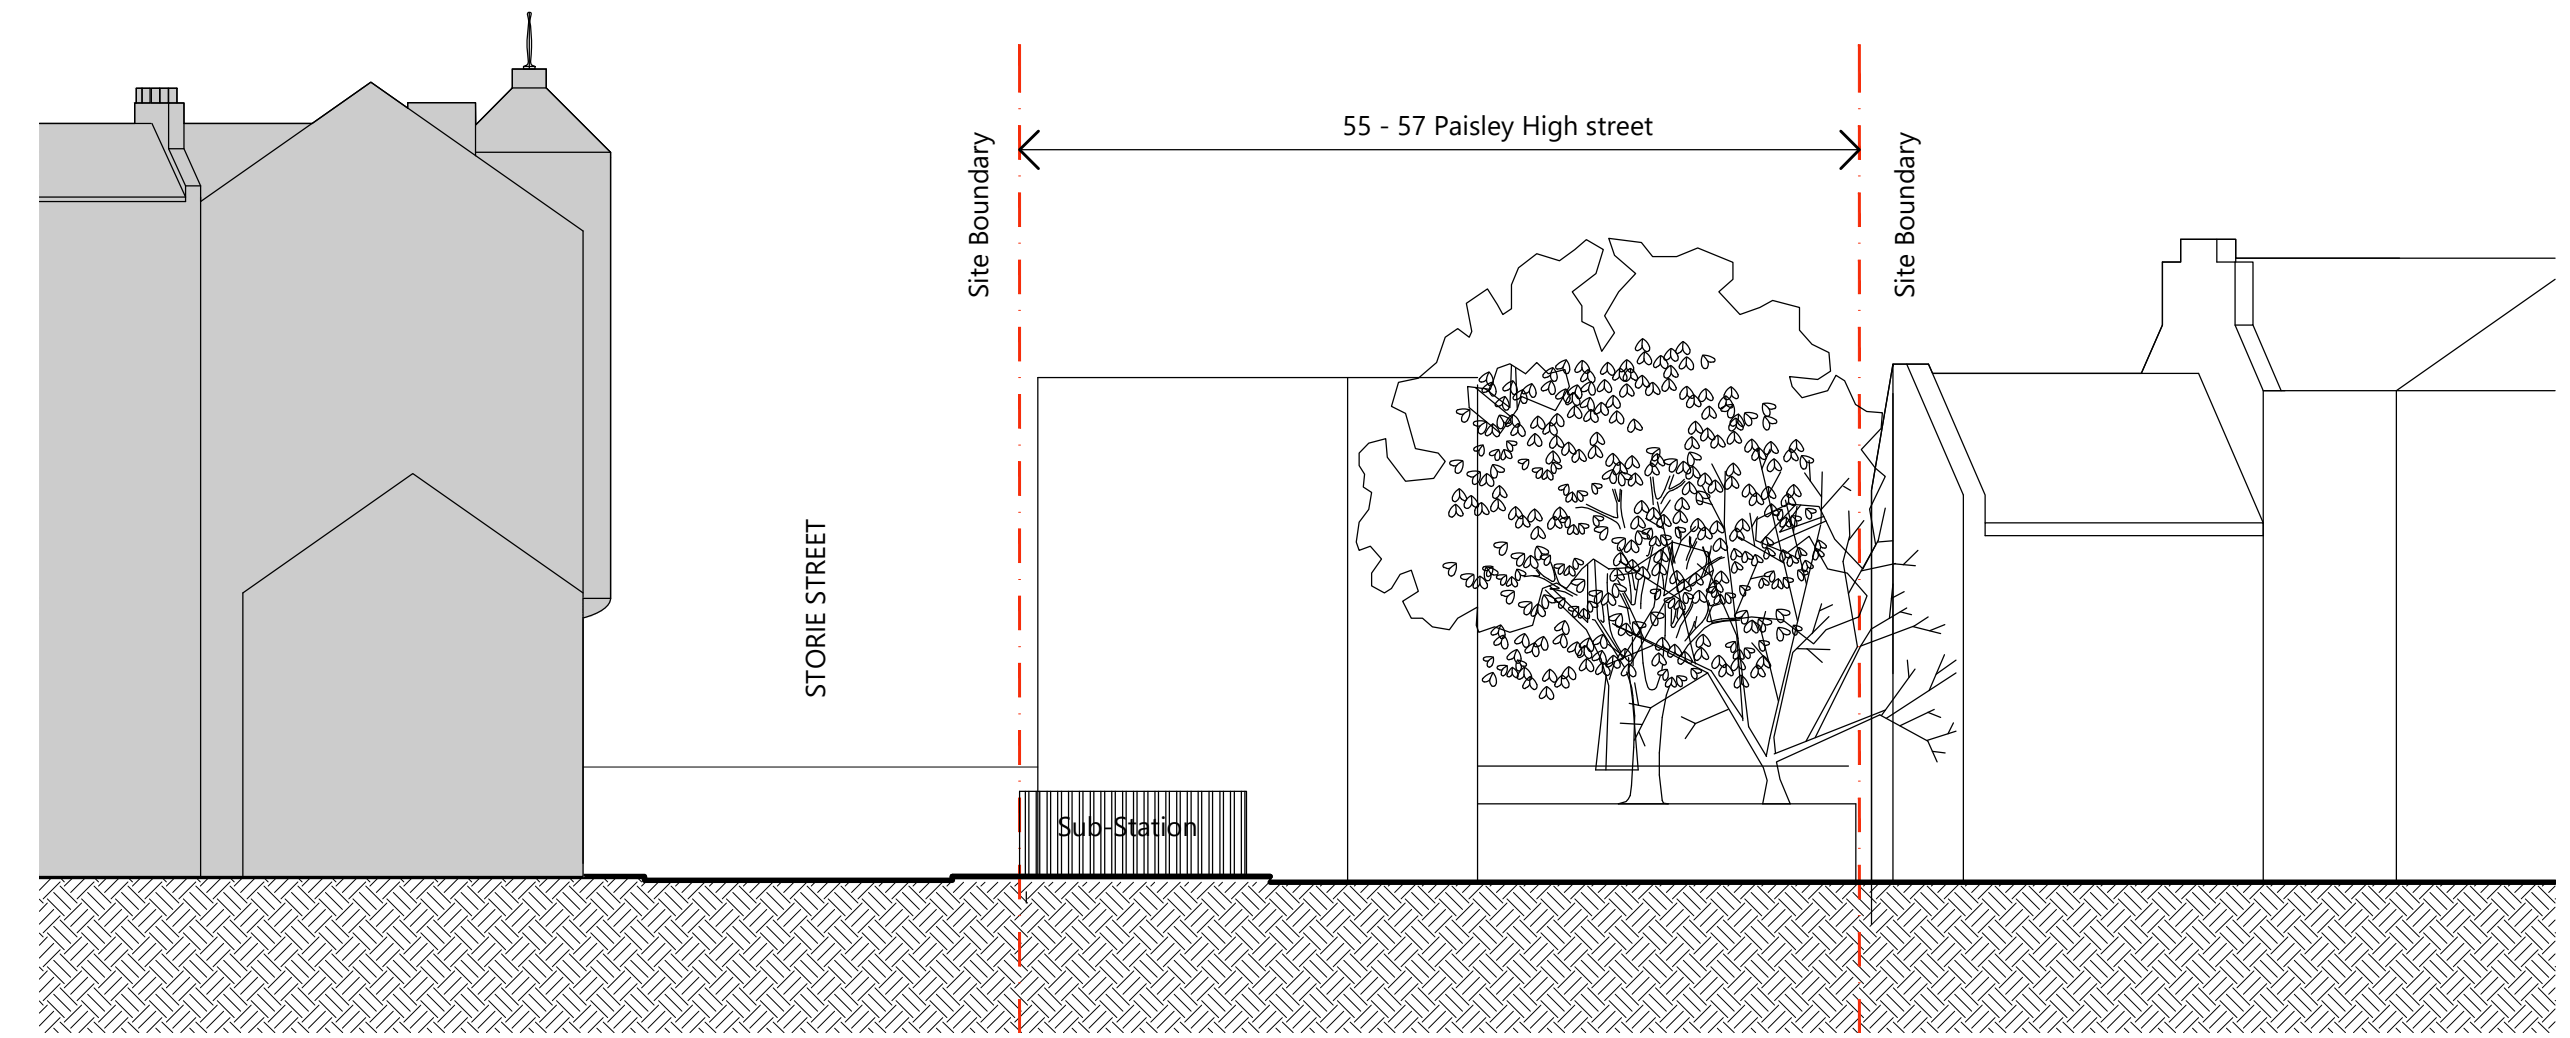 55 - 57 Paisley High street
Site Boundary
Site Boundary
STORIE STREET
Sub-Station